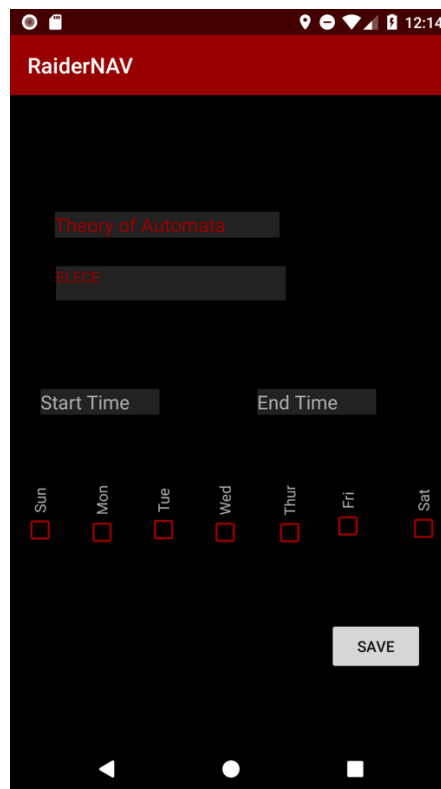 12:14
RaiderNAV
Theory of Automata
ELECE
Start Time End Time
Sun Mon Tue Wed Thur Fri Sat
SAVE